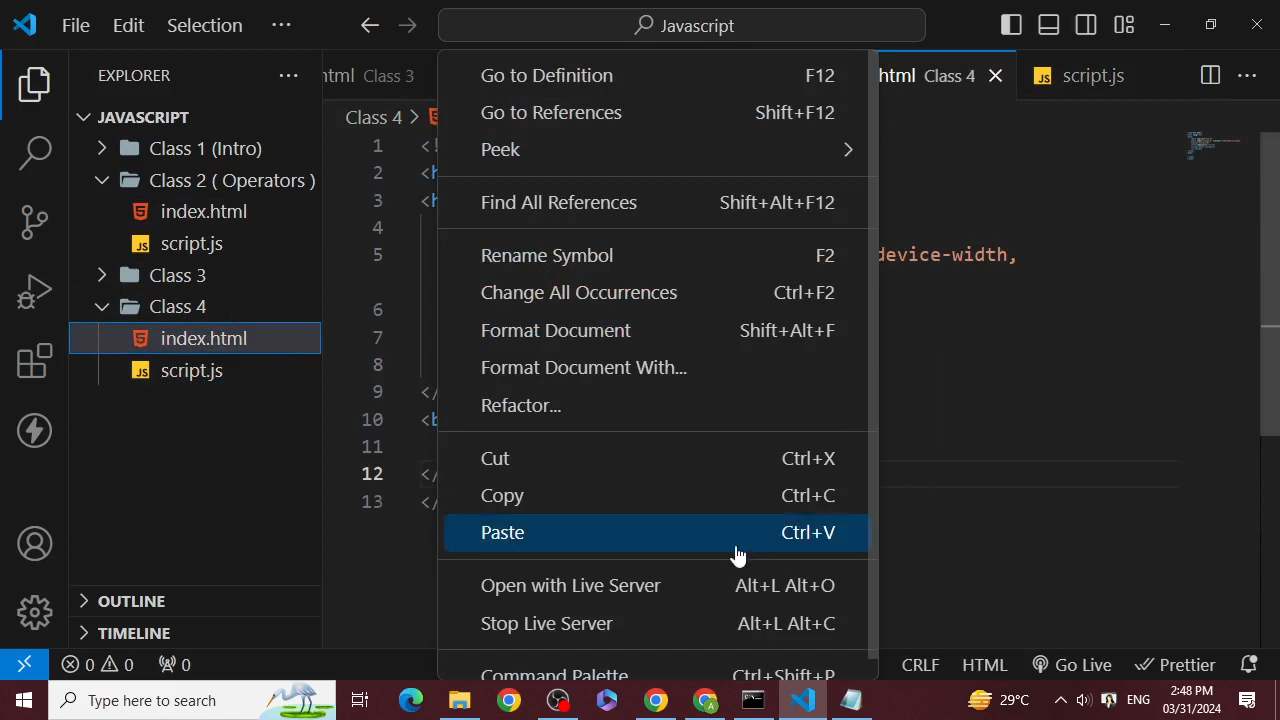 File Edit Selection ···
Javascript
EXPLORER
JAVASCRIPT
Class 1 (Intro)
Class 2 ( Operators )
index.html
script.js
Class 3
Class 4
index.html
script.js
OUTLINE
TIMELINE
html Class 3
html Class 4
script.js
Class 4 >
1 <!
2 <h
3 <h
4
5 device-width,
6
7
8
9 </
10 <b
11
12 </
13 </
Go to Definition F12
Go to References Shift+F12
Peek
Find All References Shift+Alt+F12
Rename Symbol F2
Change All Occurrences Ctrl+F2
Format Document Shift+Alt+F
Format Document With...
Refactor...
Cut Ctrl+X
Copy Ctrl+C
Paste Ctrl+V
Open with Live Server Alt+L Alt+O
Stop Live Server Alt+L Alt+C
Command Palette Ctrl+Shift+P
0 0 0
CRLF HTML Go Live Prettier
Type here to search
29°C ENG
2:48 PM
03/31/2024